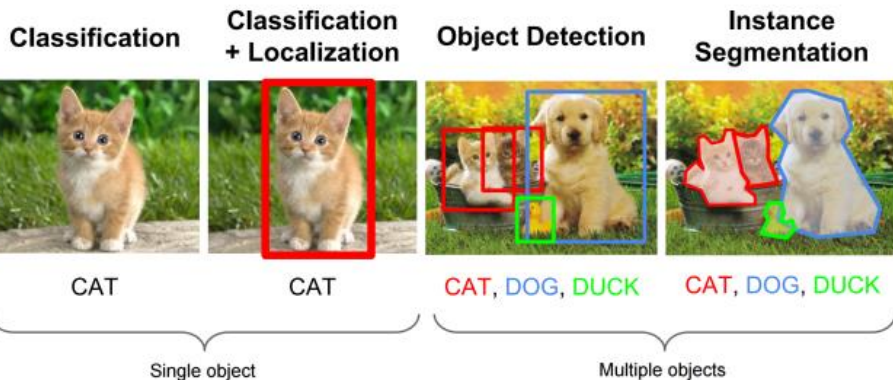 Classification
Classification
+ Localization
Object Detection
Instance
Segmentation
CAT
CAT
CAT, DOG, DUCK
CAT, DOG, DUCK
Single object
Multiple objects